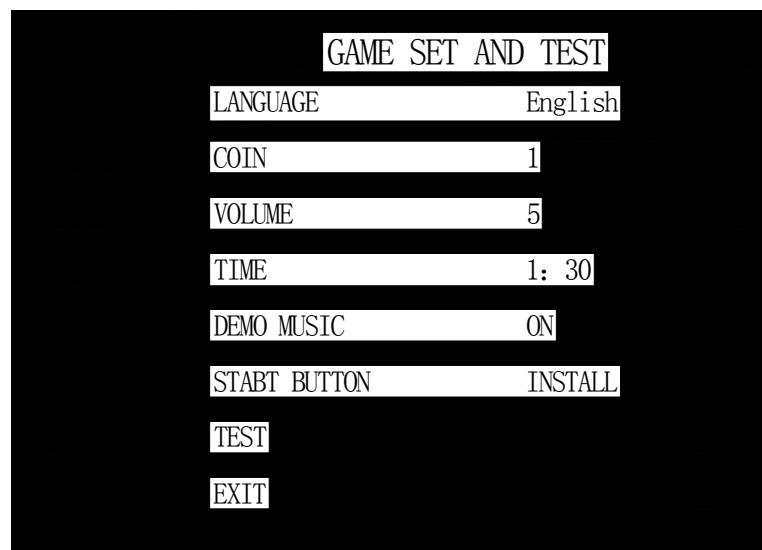 GAME SET AND TEST
LANGUAGE English
COIN 1
VOLUME 5
TIME 1: 30
DEMO MUSIC ON
STABT BUTTON INSTALL
TEST
EXIT